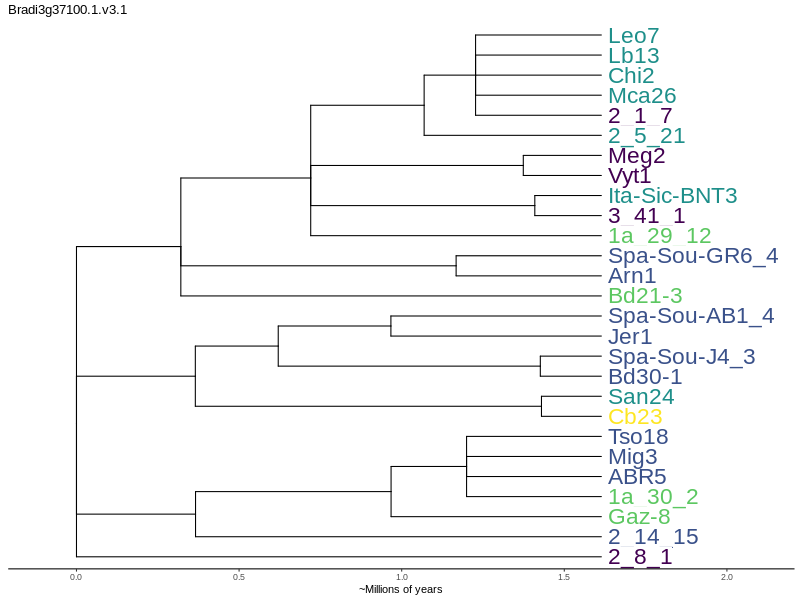 Bradi3g37100.1.v3.1
Leo7
Lb13
Chi2
Mca26
2_1_7
2_5_21
Meg2
Vyt1
Ita-Sic-BNT3
3_41_1
1a_29_12
Spa-Sou-GR6_4
Arn1
Bd21-3
Spa-Sou-AB1_4
Jer1
Spa-Sou-J4_3
Bd30-1
San24
Cb23
Tso18
Mig3
ABR5
1a_30_2
Gaz-8
2_14_15
2_8_1
0.0 0.5 1.0 1.5 2.0
~Millions of years